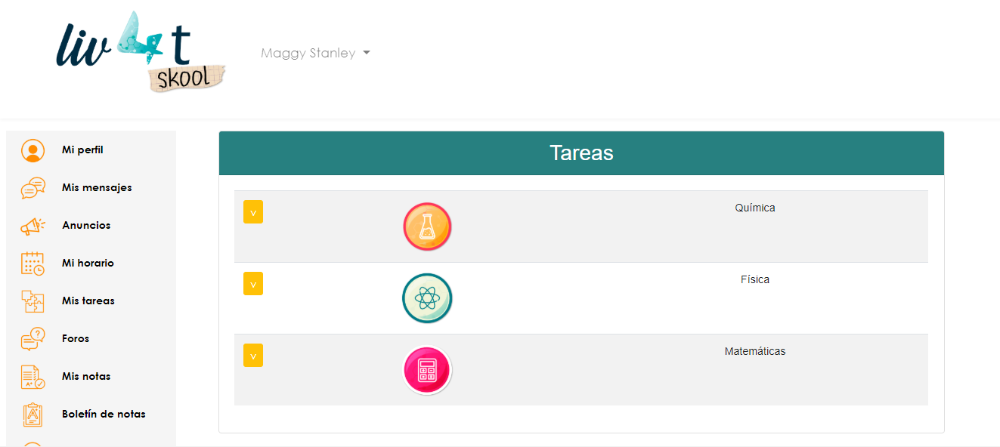 liv4t
skool
Maggy Stanley
Mi perfil
Mis mensajes
Anuncios
Mi horario
Mis tareas
Foros
Mis notas
Boletín de notas
Tareas
v
Química
v
Física
v
Matemáticas